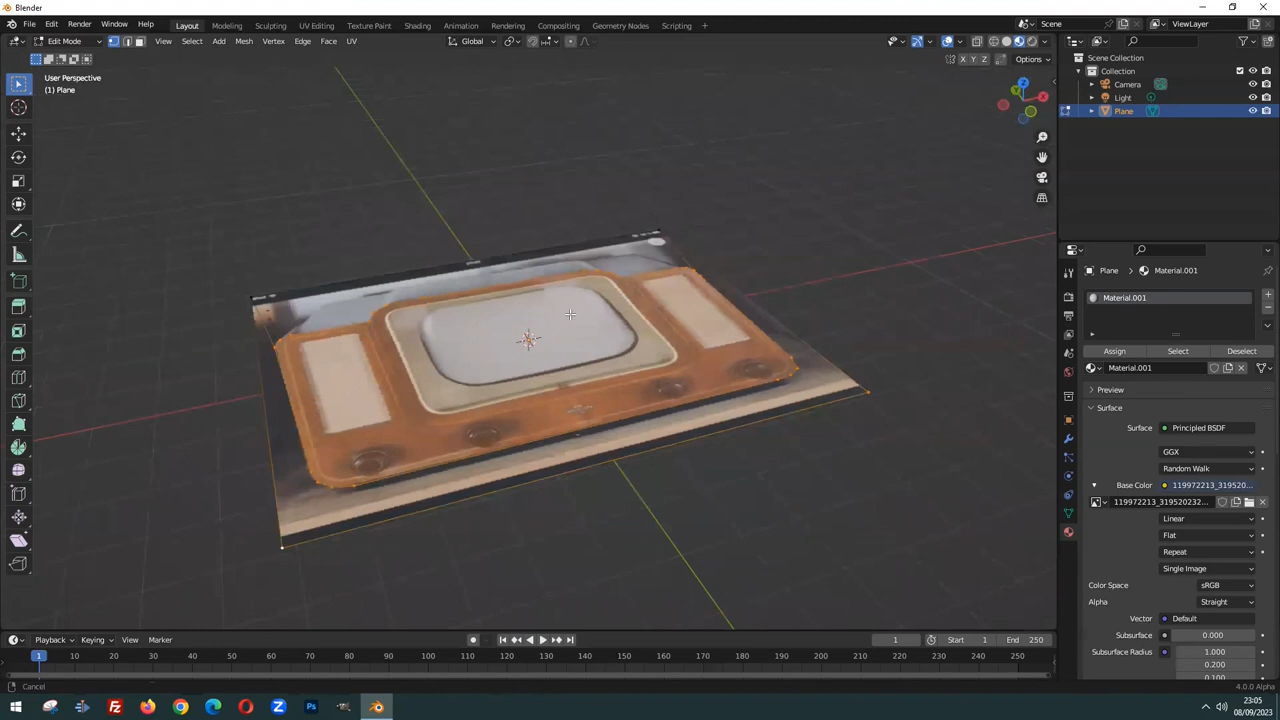 Blender
File Edit Render Window Help
Layout Modeling Sculpting UV Editing Texture Paint Shading Animation Rendering Compositing Geometry Nodes Scripting
Scene
ViewLayer
Edit Mode View Select Add Mesh Vertex Edge Face UV
Global
X Y Z Options
User Perspective
(1) Plane
Scene Collection
Collection
Camera
Light
Plane
Plane Material.001
Material.001
Assign Select Deselect
Material.001
Preview
Surface
Surface Principled BSDF
GGX
Random Walk
Base Color 119972213_319520...
119972213_319520232...
Linear
Flat
Repeat
Single Image
Color Space sRGB
Alpha Straight
Vector Default
Subsurface 0.000
Subsurface Radius 1.000
0.200
0.100
Playback Keying View Marker
1 Start 1 End 250
1 10 20 30 40 50 60 70 80 90 100 110 120 130 140 150 160 170 180 190 200 210 220 230 240 250
Cancel
4.0.0 Alpha
23:05
08/09/2023